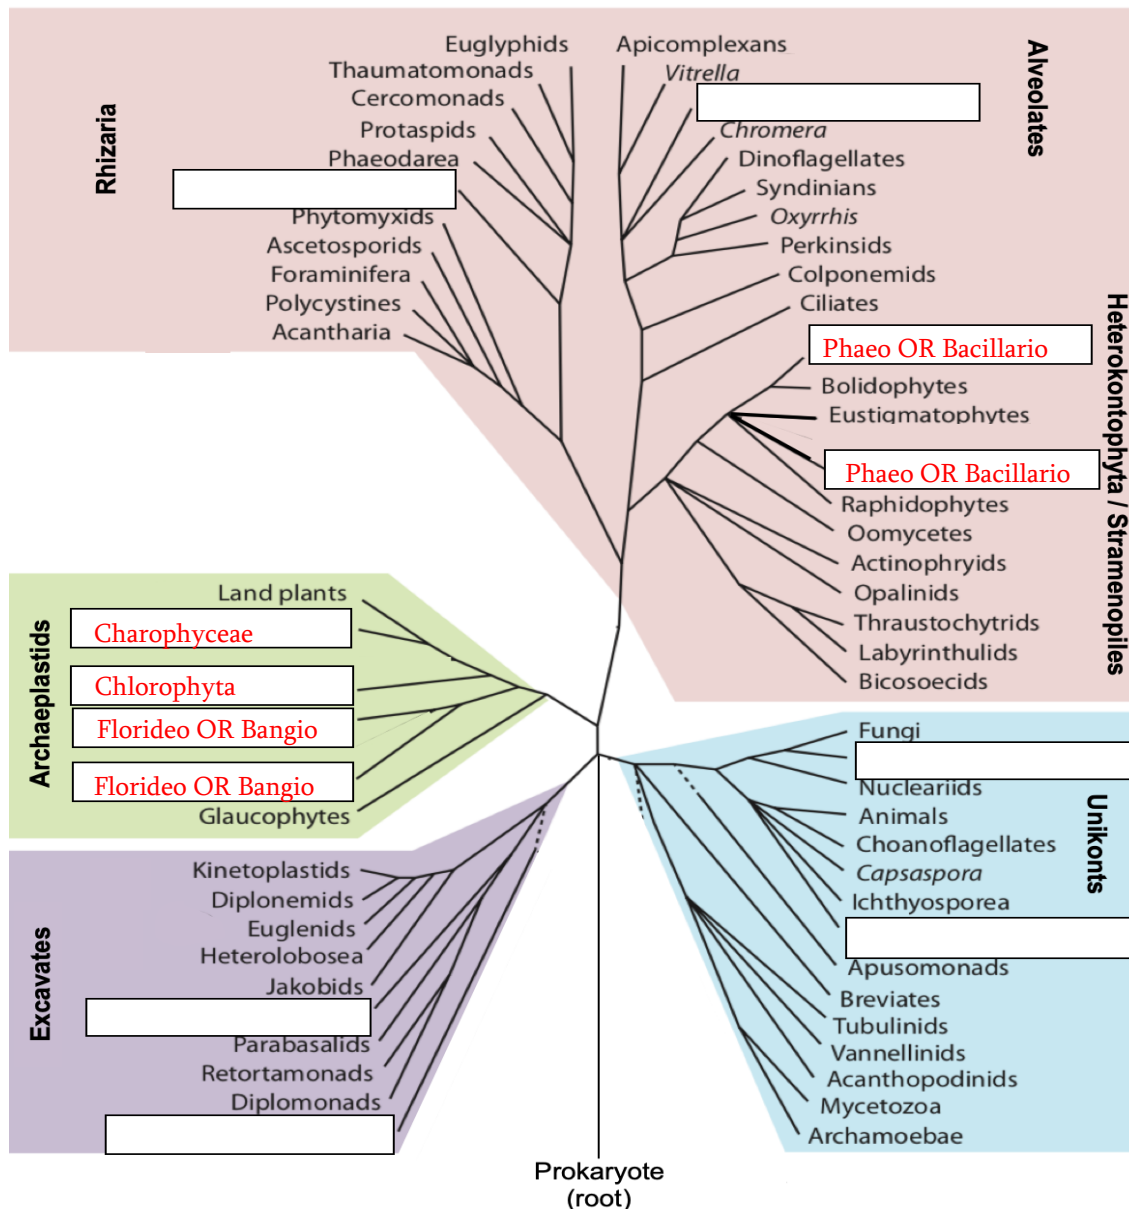 Euglyphids
Thaumatomonads
Cercomonads
Protaspids
Phaeodarea
Phytomyxids
Ascetosporids
Foraminifera
Polycystines
Acantharia
Rhizaria
Apicomplexans
Vitrella
Chromera
Dinoflagellates
Syndinians
Oxyrrhis
Perkinsids
Colponemids
Ciliates
Alveolates
Phaeo OR Bacillario
Bolidophytes
Eustigmatophytes
Phaeo OR Bacillario
Raphidophytes
Oomycetes
Actinophryids
Opalinids
Thraustochytrids
Labyrinthulids
Bicosoecids
Heterokontophyta / Stramenopiles
Land plants
Charophyceae
Chlorophyta
Florideo OR Bangio
Florideo OR Bangio
Glaucophytes
Archaeplastids
Fungi
Nucleariids
Animals
Choanoflagellates
Capsaspora
Ichthyosporea
Apusomonads
Breviates
Tubulinids
Vannellinids
Acanthopodinids
Mycetozoa
Archamoebae
Unikonts
Kinetoplastids
Diplonemids
Euglenids
Heterolobosea
Jakobids
Parabasalids
Retortamonads
Diplomonads
Excavates
Prokaryote
(root)